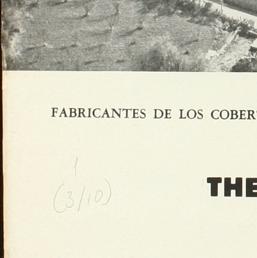 FABRICANTES DE LOS COBER
1
(3/10)
THE